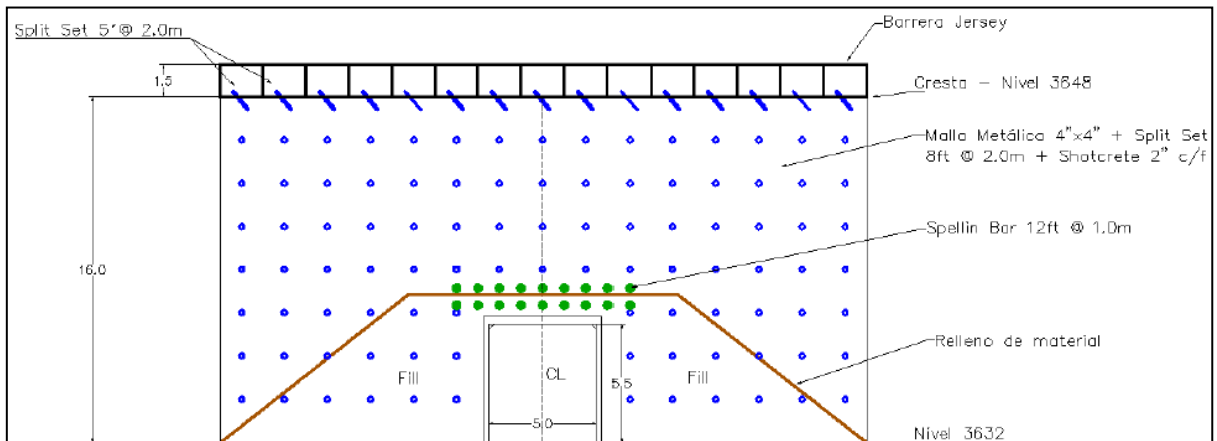 Split Set 5'@ 2.0m
Barrera Jersey
1.5
Cresta - Nivel 3648
Malla Metálica 4"x4" + Split Set
8ft @ 2.0m + Shotcrete 2" c/f
Spellin Bar 12ft @ 1.0m
16.0
Relleno de material
Fill
CL
5.5
Fill
5.0
Nivel 3632